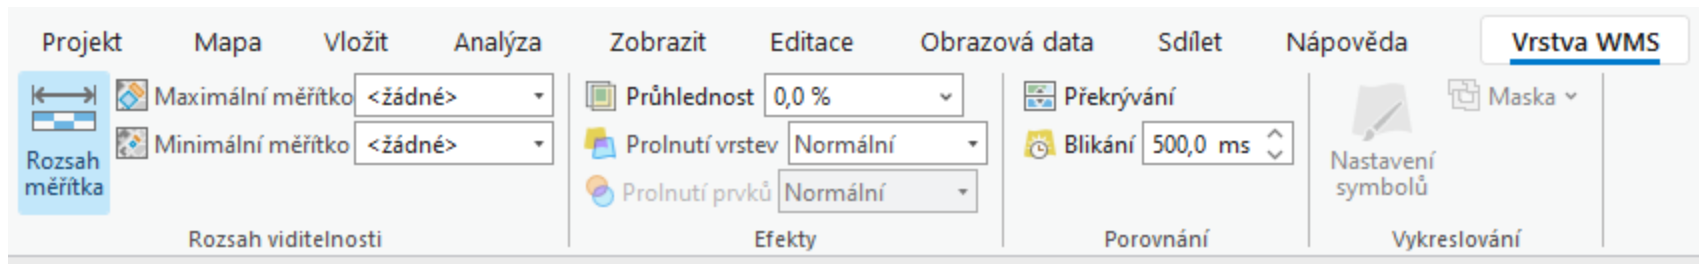 Projekt Mapa Vložit Analýza Zobrazit Editace Obrazová data Sdílet Nápověda Vrstva WMS
Rozsah
měřítka
Maximální měřítko <žádné>
Minimální měřítko <žádné>
Rozsah viditelnosti
Průhlednost 0,0 %
Prolnutí vrstev Normální
Prolnutí prvků Normální
Efekty
Překrývání
Blikání 500,0 ms
Porovnání
Nastavení
symbolů
Maska
Vykreslování